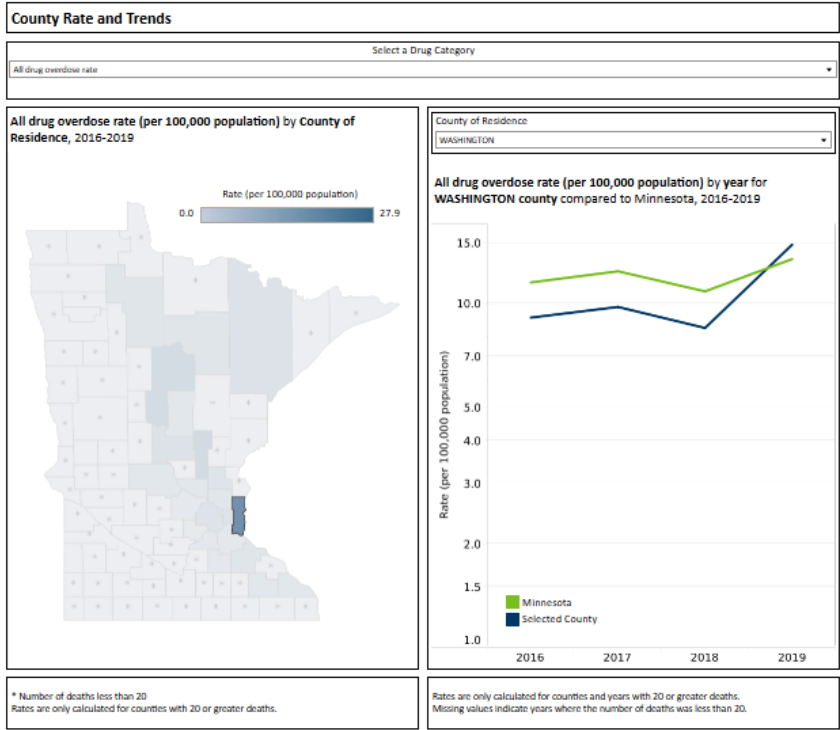 County Rate and Trends
Select a Drug Category
All drug overdose rate
All drug overdose rate (per 100,000 population) by County of
Residence, 2016-2019
Rate (per 100,000 population)
0.0
27.9
* Number of deaths less than 20
Rates are only calculated for counties with 20 or greater deaths.
County of Residence
WASHINGTON
All drug overdose rate (per 100,000 population) by year for
WASHINGTON county compared to Minnesota, 2016-2019
Rate (per 100,000 population)
15.0
10.0
7.0
5.0
4.0
3.0
2.0
1.5
1.0
Minnesota
Selected County
2016
2017
2018
2019
Rates are only calculated for counties and years with 20 or greater deaths.
Missing values indicate years where the number of deaths was less than 20.